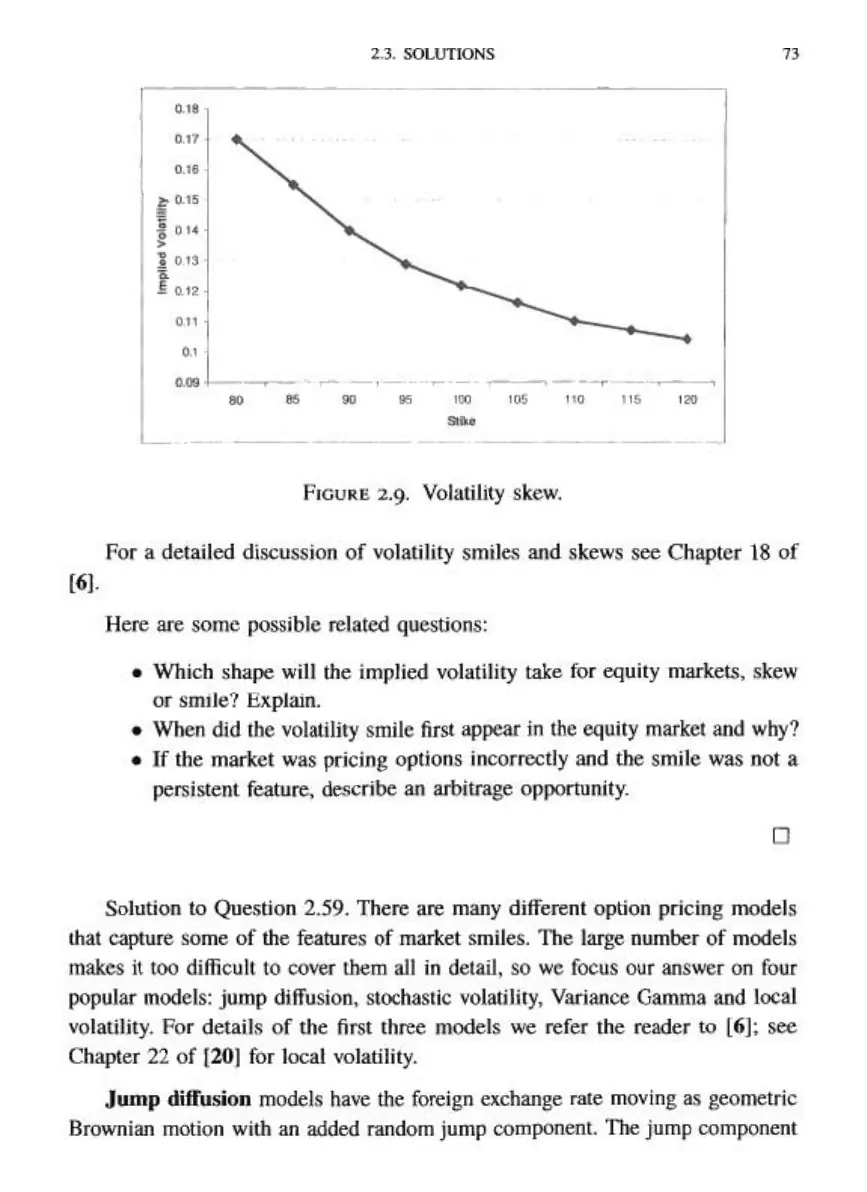 2.3. SOLUTIONS 73
0.18
0.17
0.16
0.15
0.14
0.13
0.12
0.11
0.1
0.09
Implied Volatility
80 85 90 95 100 105 110 115 120
Stike
FIGURE 2.9. Volatility skew.
For a detailed discussion of volatility smiles and skews see Chapter 18 of
[6].
Here are some possible related questions:
• Which shape will the implied volatility take for equity markets, skew
or smile? Explain.
• When did the volatility smile first appear in the equity market and why?
• If the market was pricing options incorrectly and the smile was not a
persistent feature, describe an arbitrage opportunity.
□
Solution to Question 2.59. There are many different option pricing models
that capture some of the features of market smiles. The large number of models
makes it too difficult to cover them all in detail, so we focus our answer on four
popular models: jump diffusion, stochastic volatility, Variance Gamma and local
volatility. For details of the first three models we refer the reader to [6]; see
Chapter 22 of [20] for local volatility.
Jump diffusion models have the foreign exchange rate moving as geometric
Brownian motion with an added random jump component. The jump component